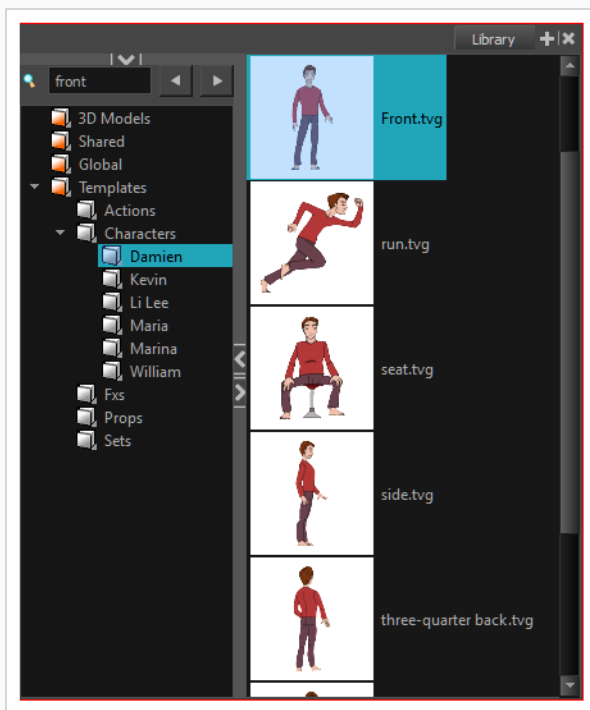 Library
front
3D Models
Shared
Global
Templates
Actions
Characters
Damien
Kevin
Li Lee
Maria
Marina
William
Fxs
Props
Sets
Front.tvg
run.tvg
seat.tvg
side.tvg
three-quarter back.tvg